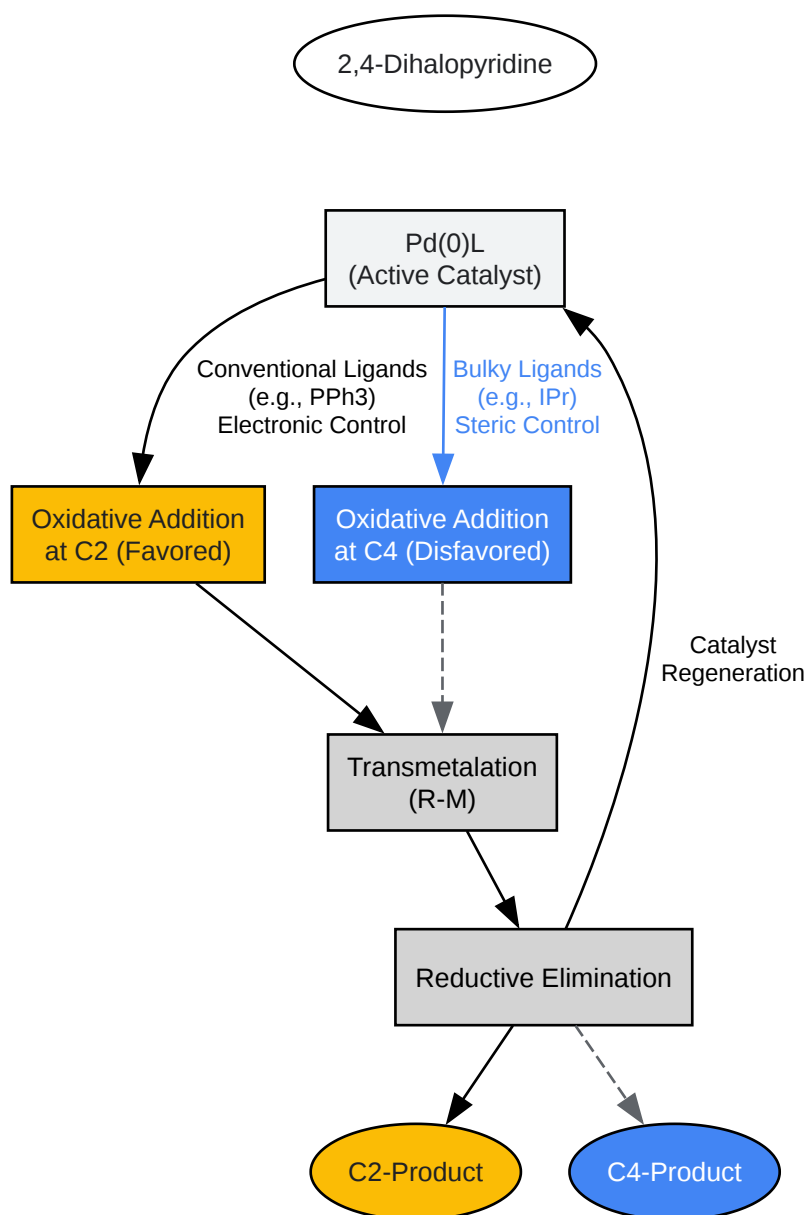 2,4-Dihalopyridine
Pd(0)L
(Active Catalyst)
Conventional Ligands
(e.g., PPh3)
Electronic Control
Bulky Ligands
(e.g., IPr)
Steric Control
Oxidative Addition
at C2 (Favored)
Oxidative Addition
at C4 (Disfavored)
Catalyst
Regeneration
Transmetalation
(R-M)
Reductive Elimination
C2-Product
C4-Product